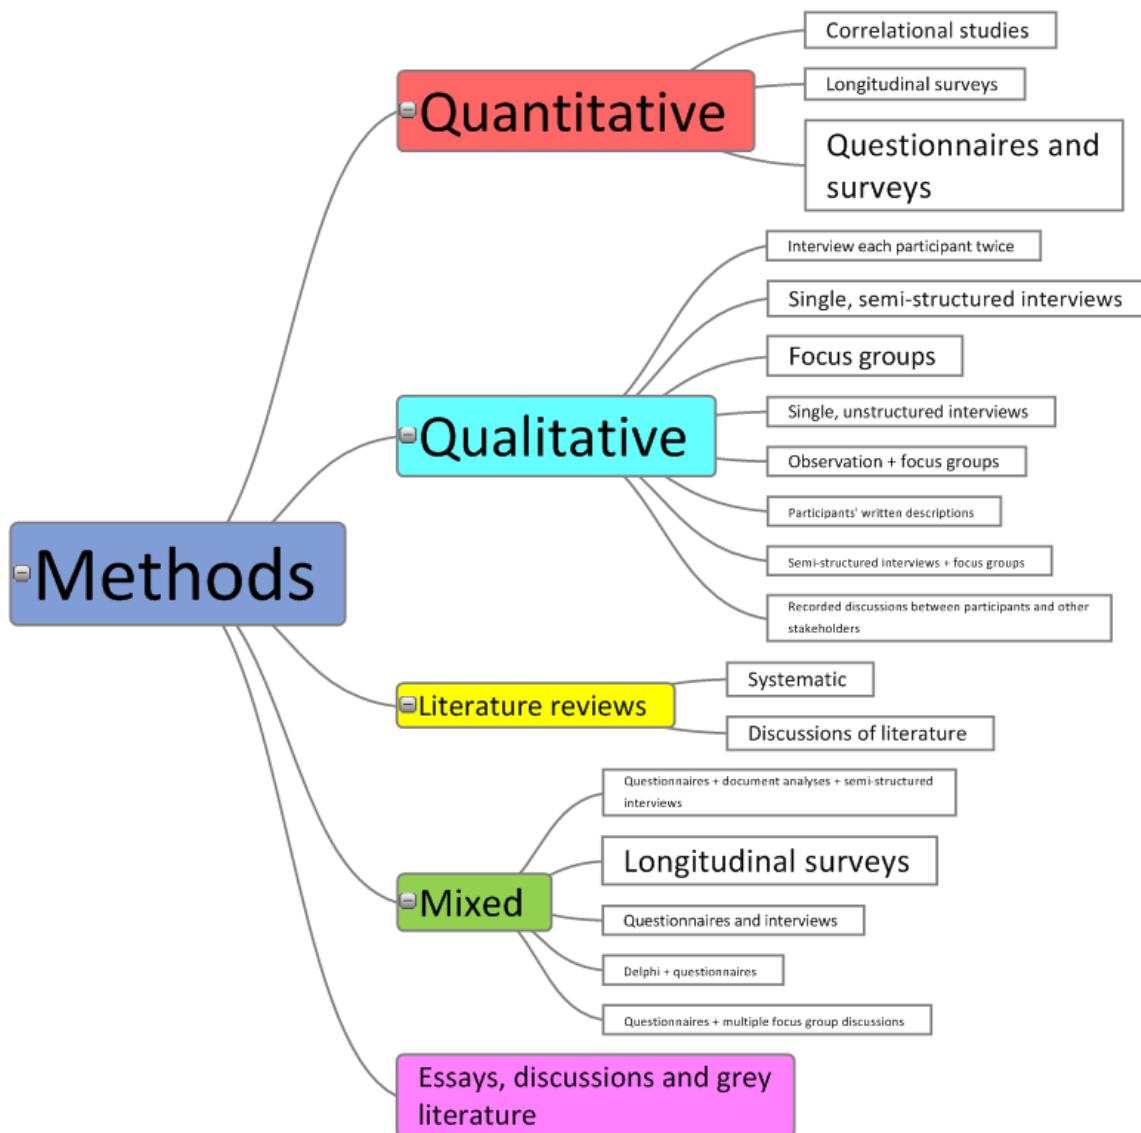 Correlational studies
Quantitative
Longitudinal surveys
Questionnaires and
surveys
Interview each participant twice
Single, semi-structured interviews
Focus groups
Qualitative
Single, unstructured interviews
Observation + focus groups
Participants' written descriptions
Semi-structured interviews + focus groups
Methods
Recorded discussions between participants and other
stakeholders
Literature reviews
Systematic
Discussions of literature
Questionnaires + document analyses + semi-structured
interviews
Longitudinal surveys
Mixed
Questionnaires and interviews
Delphi + questionnaires
Questionnaires + multiple focus group discussions
Essays, discussions and grey
literature